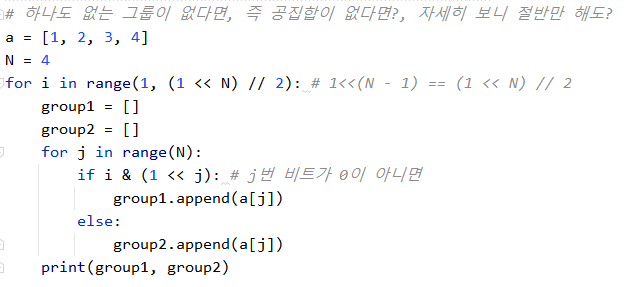 # 하나도 없는 그룹이 없다면, 즉 공집합이 없다면?, 자세히 보니 절반만 해도?
a = [1, 2, 3, 4]
N = 4
for i in range(1, (1 << N) // 2): # 1<<(N - 1) == (1 << N) // 2
    group1 = []
    group2 = []
    for j in range(N):
        if i & (1 << j): # j번 비트가 0이 아니면
            group1.append(a[j])
        else:
            group2.append(a[j])
    print(group1, group2)